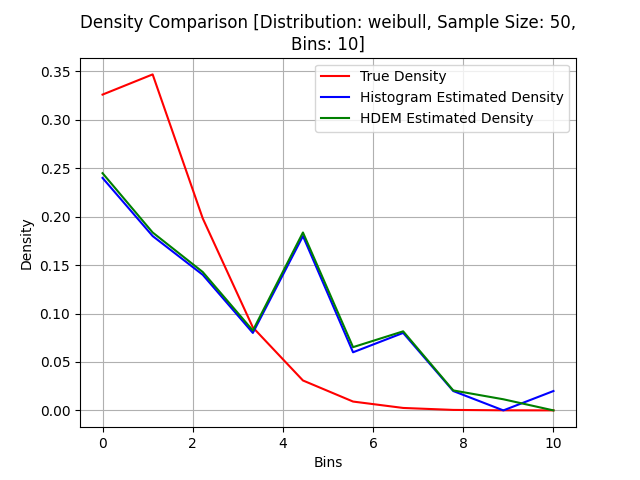 Density Comparison [Distribution: weibull, Sample Size: 50,
Bins: 10]
True Density
Histogram Estimated Density
HDEM Estimated Density
Density
0.35
0.30
0.25
0.20
0.15
0.10
0.05
0.00
0 2 4 6 8 10
Bins